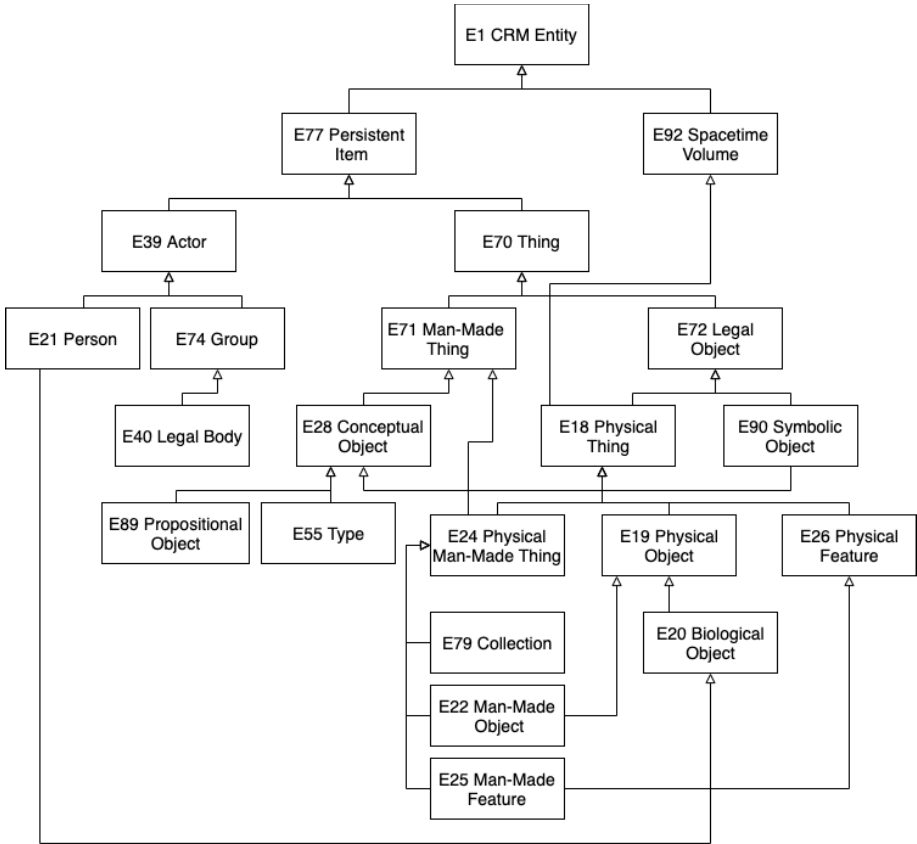 E1 CRM Entity
E77 Persistent
Item
E92 Spacetime
Volume
E39 Actor
E70 Thing
E21 Person
E74 Group
E71 Man-Made
Thing
E72 Legal
Object
E40 Legal Body
E28 Conceptual
Object
E18 Physical
Thing
E90 Symbolic
Object
E89 Propositional
Object
E55 Type
E24 Physical
Man-Made Thing
E19 Physical
Object
E26 Physical
Feature
E79 Collection
E20 Biological
Object
E22 Man-Made
Object
E25 Man-Made
Feature